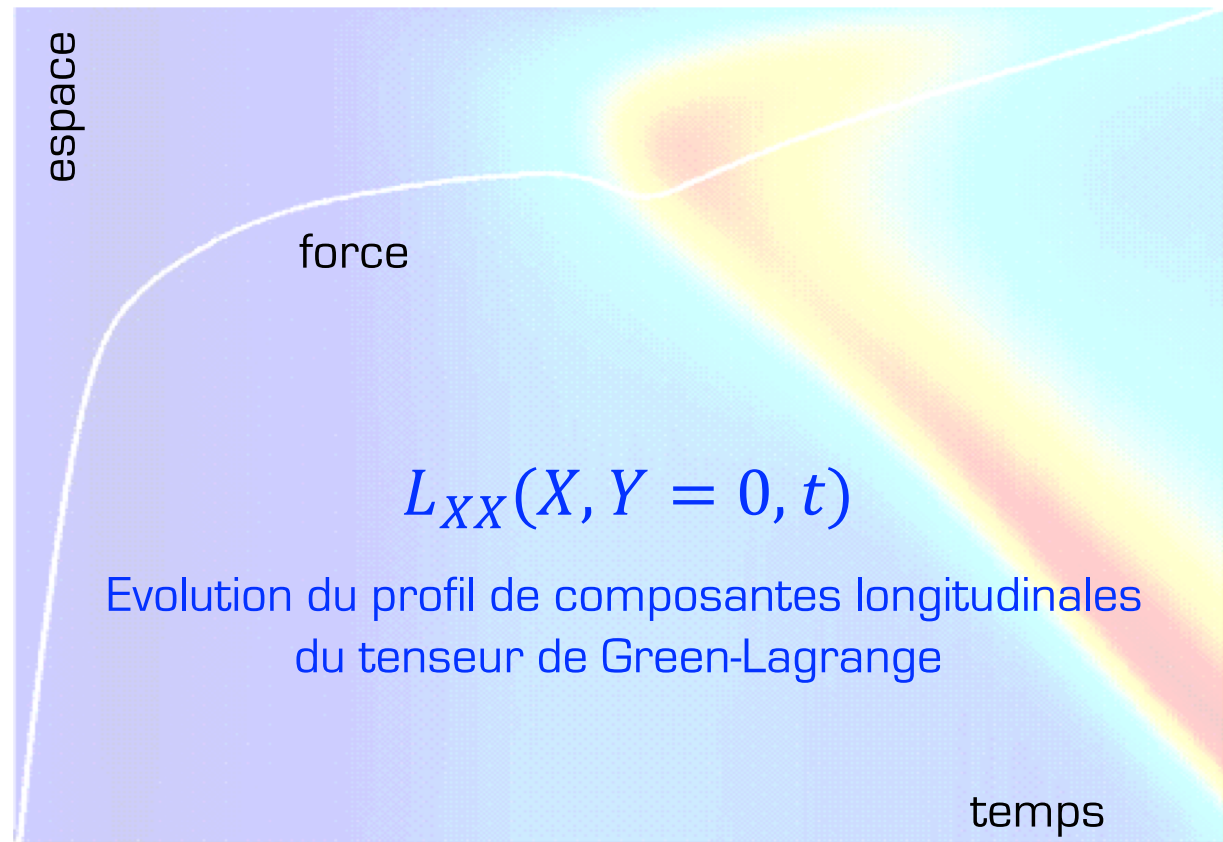 espace
force
L_{XX}(X, Y = 0, t)
Evolution du profil de composantes longitudinales
du tenseur de Green-Lagrange
temps